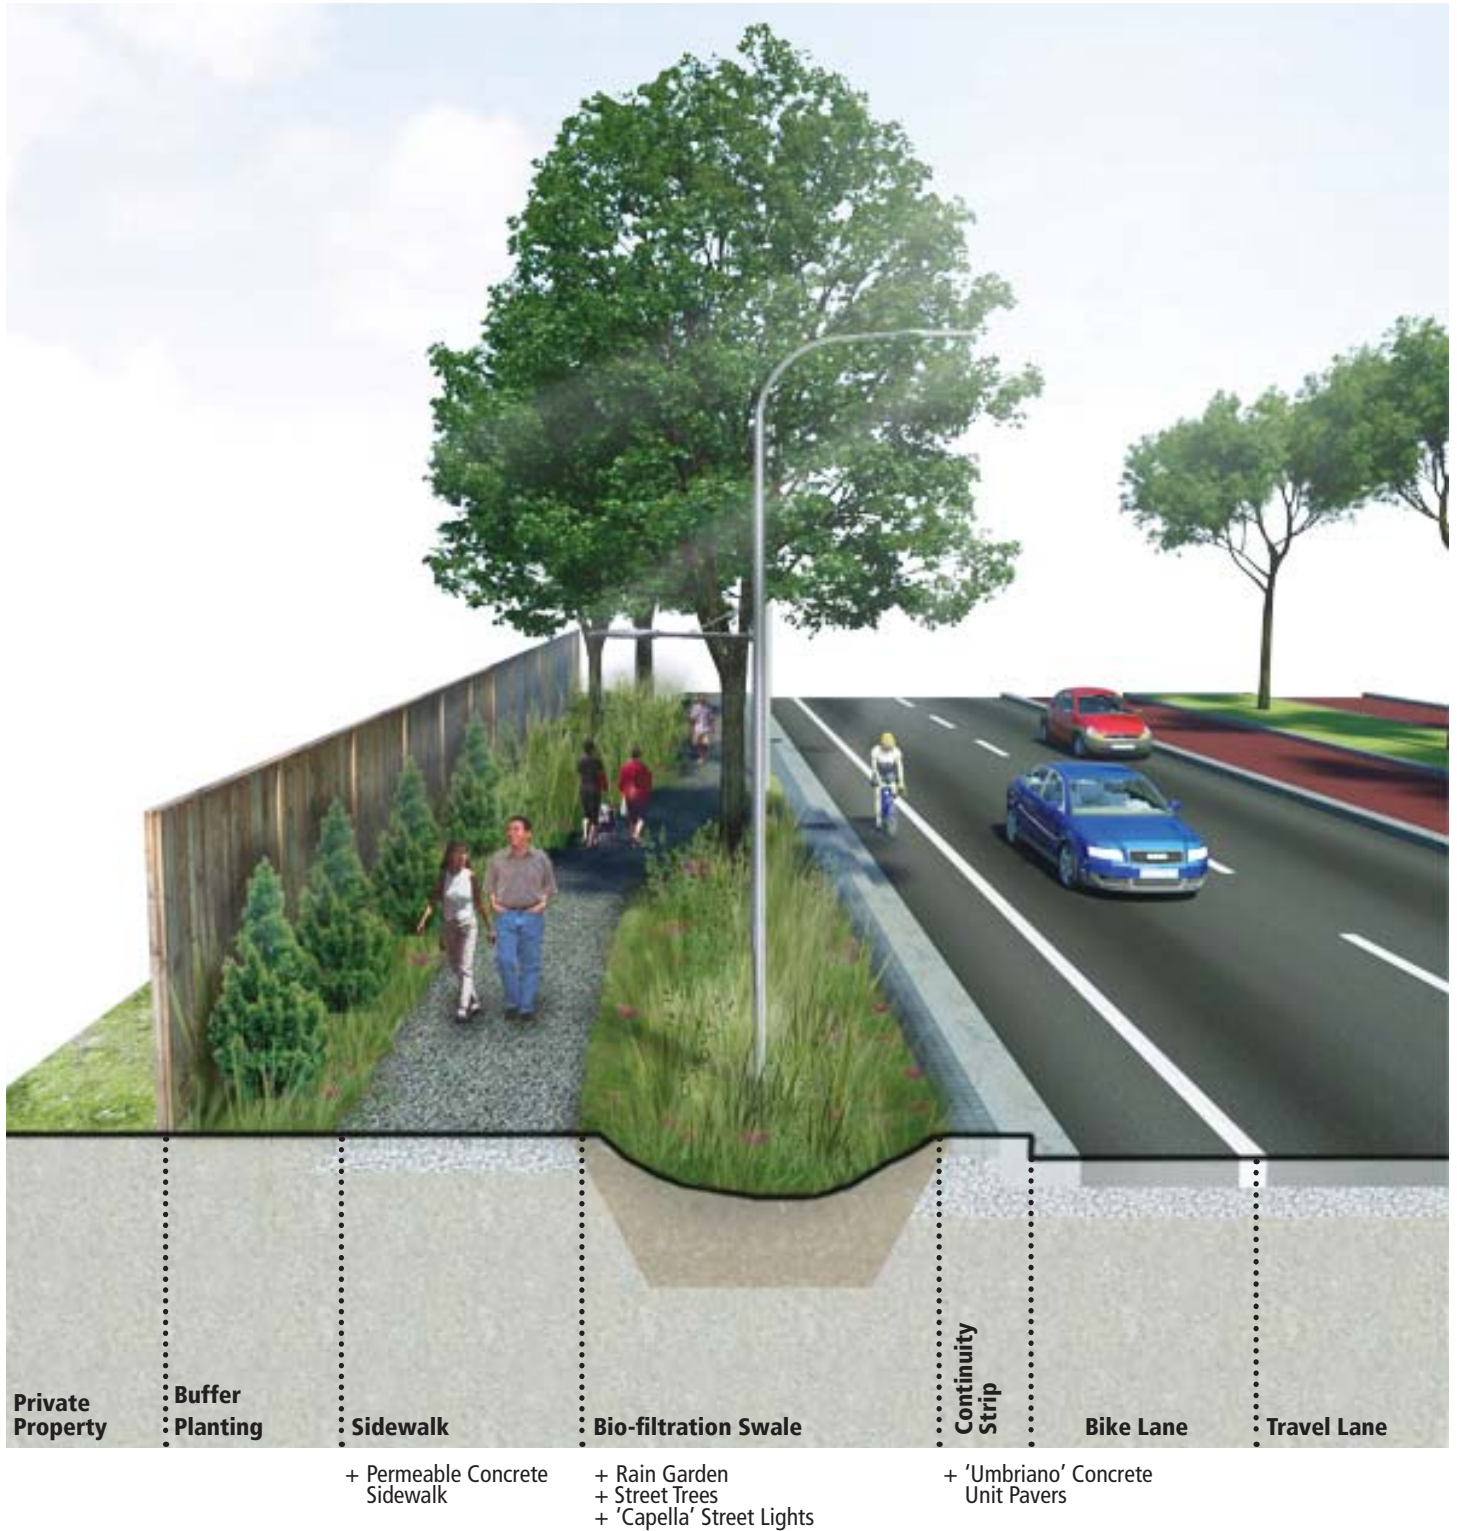 Private
Property
Buffer
Planting
Sidewalk
Bio-filtration Swale
Continuity
Strip
Bike Lane
Travel Lane
+ Permeable Concrete
Sidewalk
+ Rain Garden
+ Street Trees
+ 'Capella' Street Lights
+ ‘Umbriano’ Concrete
Unit Pavers